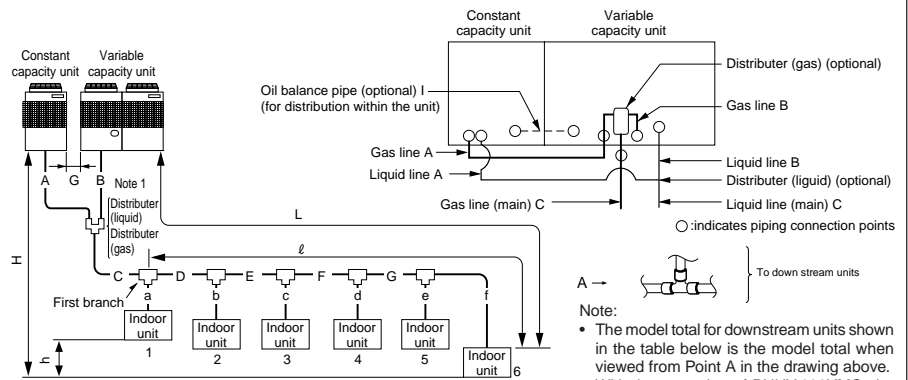 Constant
capacity unit
Variable
capacity unit
A
G
B
Note 1
Distributer
(liquid)
Distributer
(gas)
H
L
ℓ
C
D
E
F
G
First branch
a
b
c
d
e
f
Indoor
unit
1
Indoor
unit
2
Indoor
unit
3
Indoor
unit
4
Indoor
unit
5
Indoor
unit
6
h
Constant
capacity unit
Variable
capacity unit
Oil balance pipe (optional) I
(for distribution within the unit)
Distributer (gas) (optional)
Gas line B
Gas line A
Liquid line A
Liquid line B
Distributer (liguid) (optional)
Gas line (main) C
Liquid line (main) C
:indicates piping connection points
A →
To down stream units
Note:
• The model total for downstream units shown
in the table below is the model total when
viewed from Point A in the drawing above.